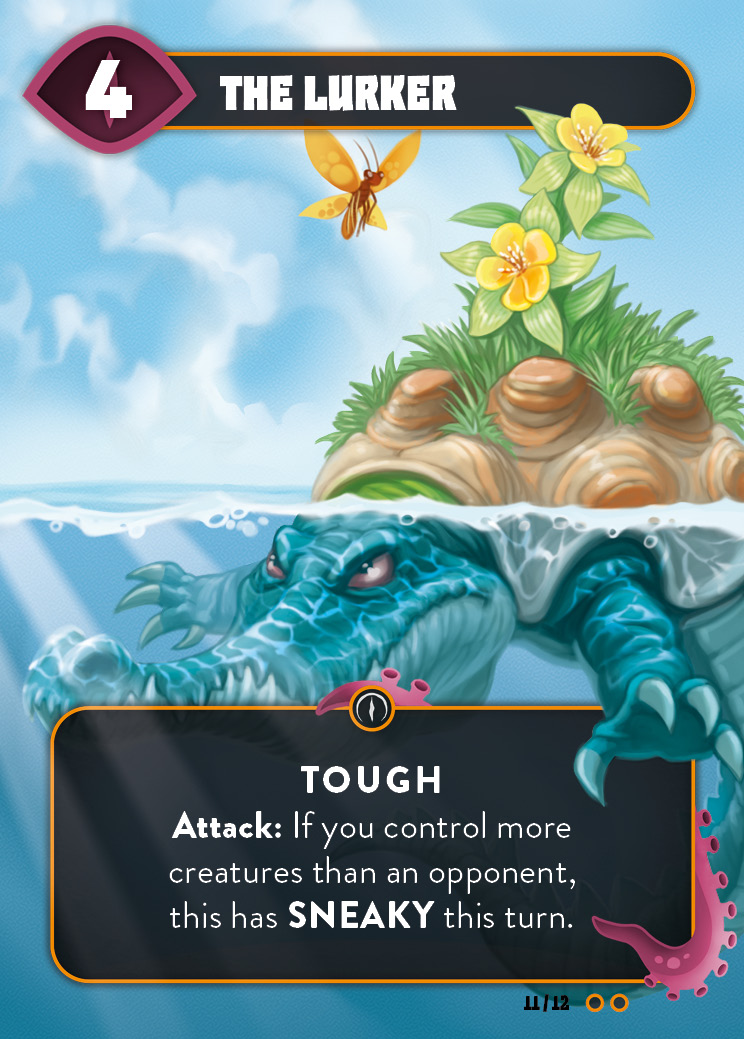 4
THE LURKER
TOUGH
Attack: If you control more
creatures than an opponent,
this has SNEAKY this turn.
11/12